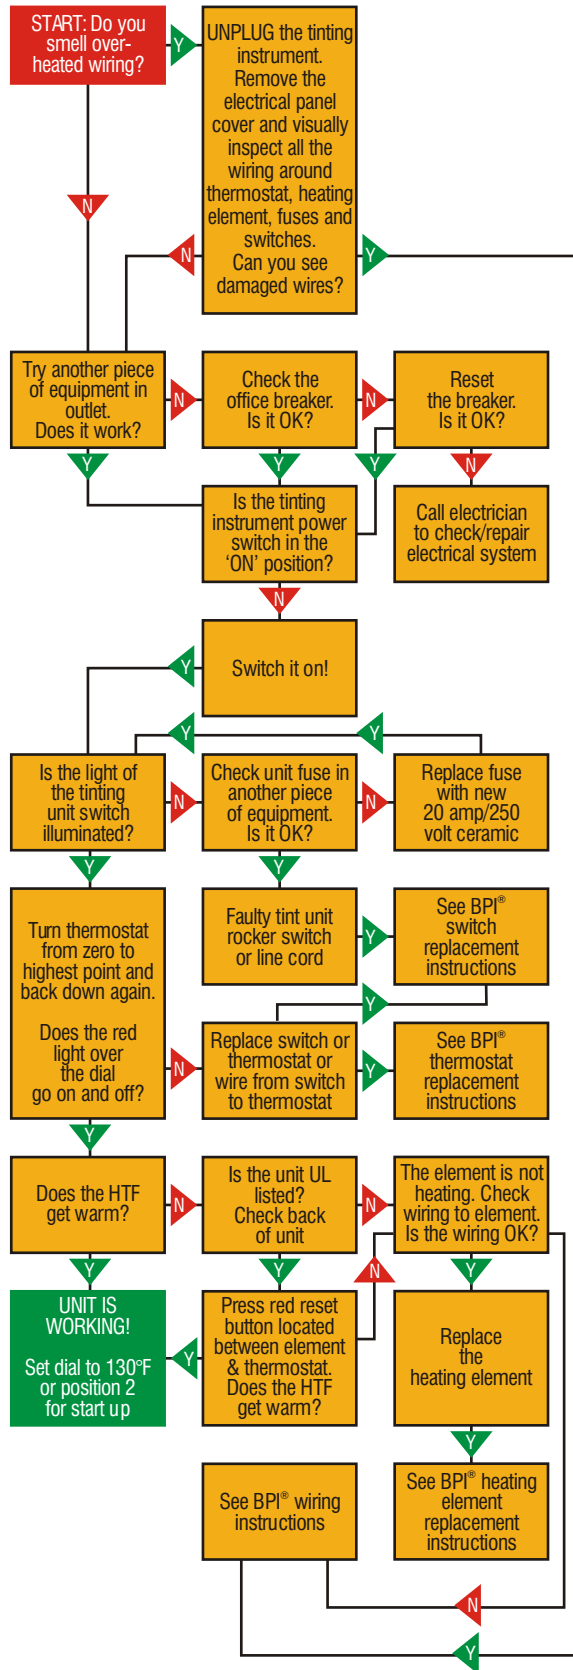 START: Do you
smell over-
heated wiring?
Y
UNPLUG the tinting
instrument.
Remove the
electrical panel
cover and visually
inspect all the
wiring around
thermostat, heating
element, fuses and
switches.
Can you see
damaged wires?
N
N
Y
Try another piece
of equipment in
outlet.
Does it work?
N
Check the
office breaker.
Is it OK?
N
Reset
the breaker.
Is it OK?
Y
Y
Y
N
Is the tinting
instrument power
switch in the
‘ON’ position?
Call electrician
to check/repair
electrical system
N
Switch it on!
Y
Y
Y
Is the light of
the tinting
unit switch
illuminated?
N
Check unit fuse in
another piece
of equipment.
Is it OK?
N
Replace fuse
with new
20 amp/250
volt ceramic
Y
Y
Turn thermostat
from zero to
highest point and
back down again.
Does the red
light over
the dial
go on and off?
Faulty tint unit
rocker switch
or line cord
Y
See BPI®
switch
replacement
instructions
Y
N
Replace switch or
thermostat or
wire from switch
to thermostat
Y
See BPI®
thermostat
replacement
instructions
Y
Does the HTF
get warm?
N
Is the unit UL
listed?
Check back
of unit
N
The element is not
heating. Check
wiring to element.
Is the wiring OK?
Y
Y
N
Y
UNIT IS
WORKING!
Set dial to 130°F
or position 2
for start up
Y
Press red reset
button located
between element
& thermostat.
Does the HTF
get warm?
Replace
the
heating element
Y
See BPI® wiring
instructions
See BPI® heating
element
replacement
instructions
N
Y